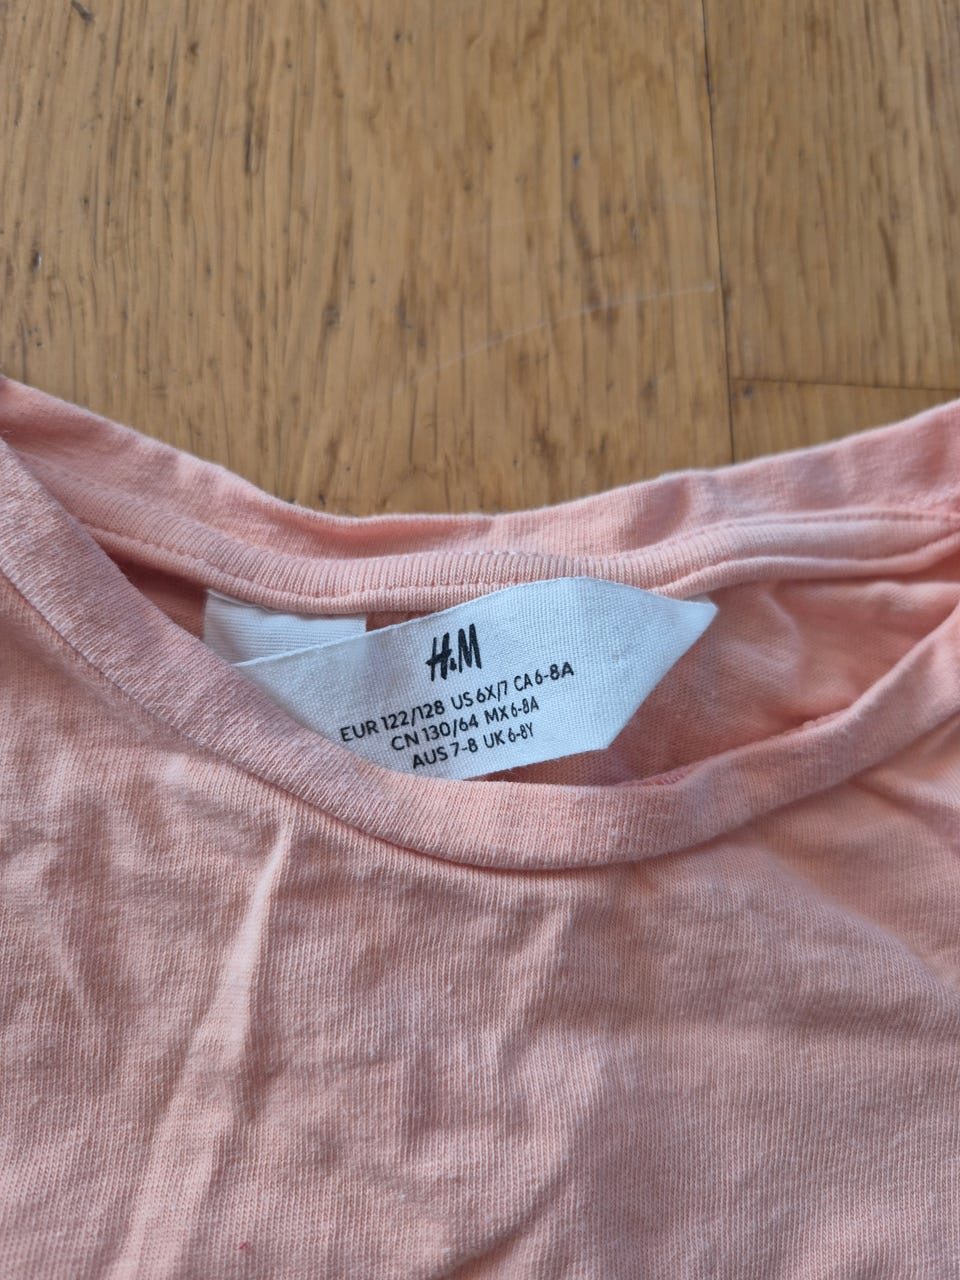 H&M
EUR 122/128 US 6X/7 CA 6-8A
CN 130/64 MX 6-8A
AUS 7-8 UK 6-8Y